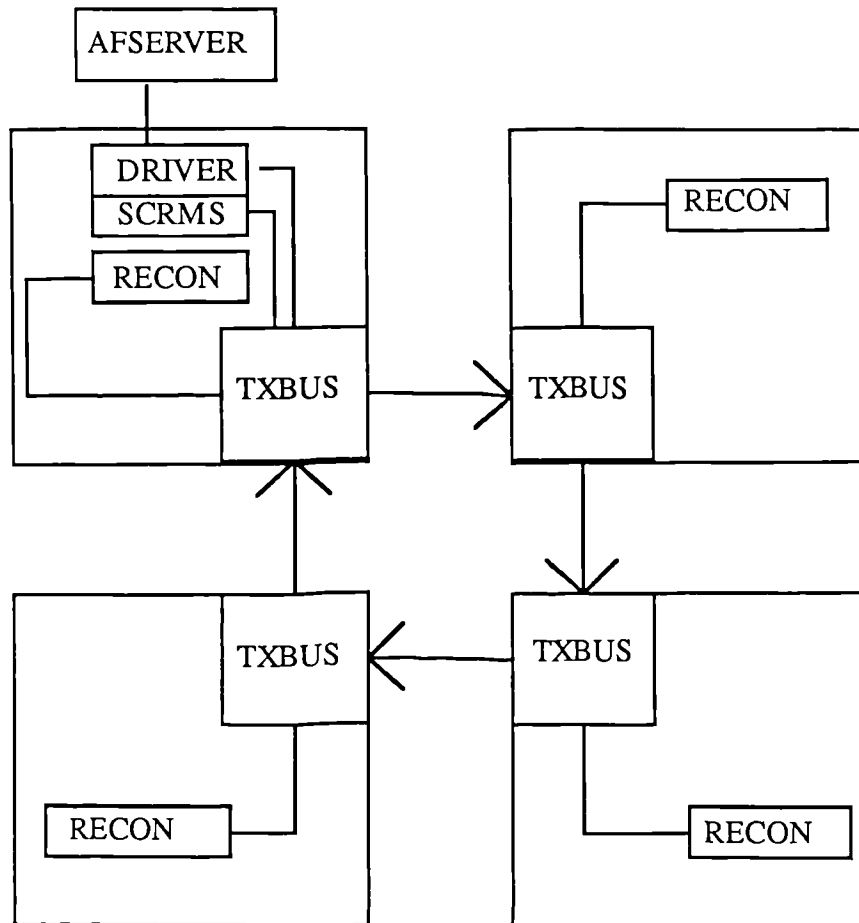 AFSERVER
DRIVER
SCRMS
RECON
TXBUS
RECON
TXBUS
TXBUS
RECON
TXBUS
RECON